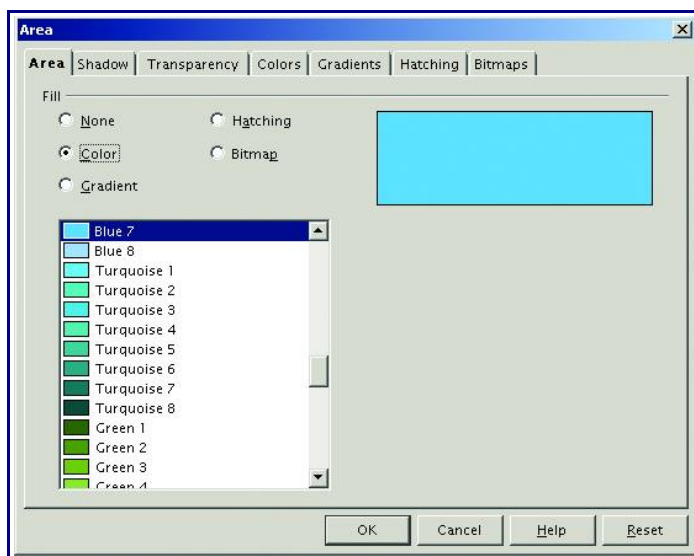 Area
Area Shadow Transparency Colors Gradients Hatching Bitmaps
Fill
None Hatching
Color Bitmap
Gradient
Blue 7
Blue 8
Turquoise 1
Turquoise 2
Turquoise 3
Turquoise 4
Turquoise 5
Turquoise 6
Turquoise 7
Turquoise 8
Green 1
Green 2
Green 3
Green 4
OK Cancel Help Reset